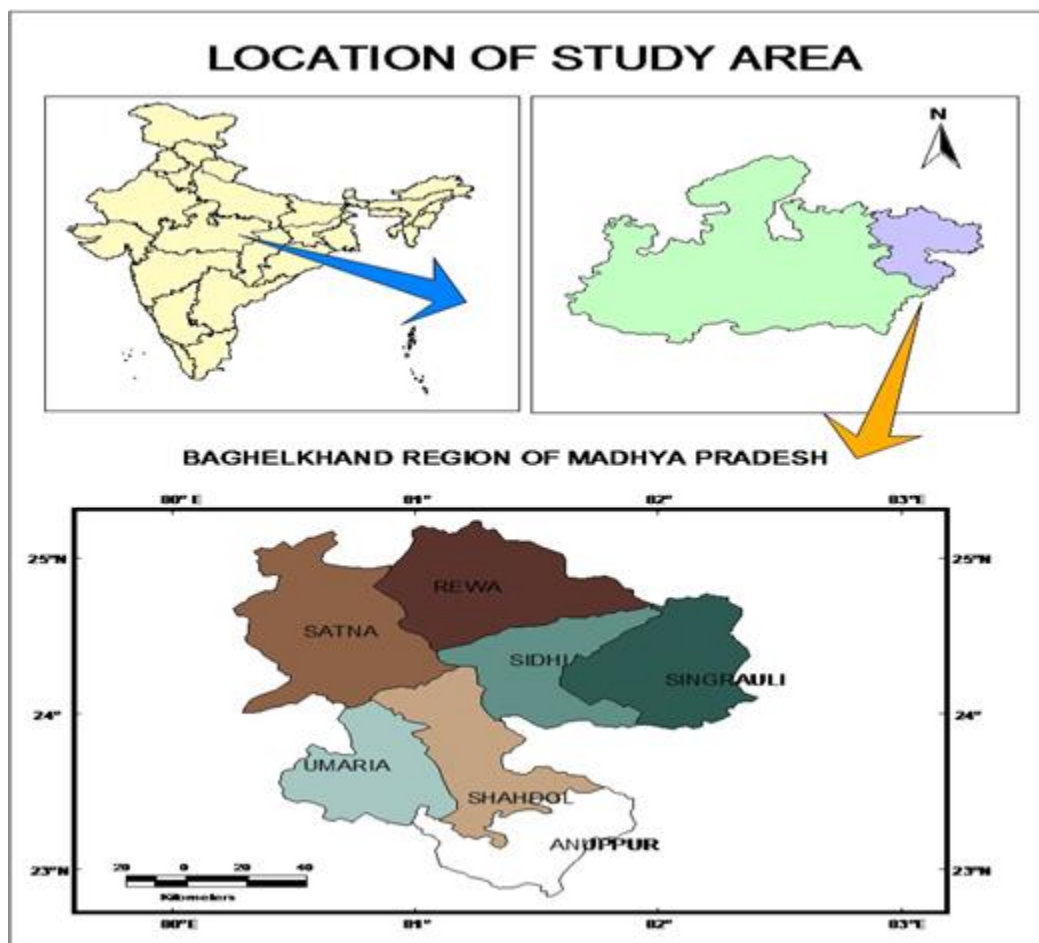 LOCATION OF STUDY AREA
N
BAGHELKHAND REGION OF MADHYA PRADESH
80° E 81° 82° 83°E
25°N 25°N
REWA
SATNA
SIDHI
SINGRAULI
24° 24°
UMARIA
SHAHDOL
ANUPPUR
20 0 20 40
23°N 23°N
Kilometers
80°E 81° 82° 83°E